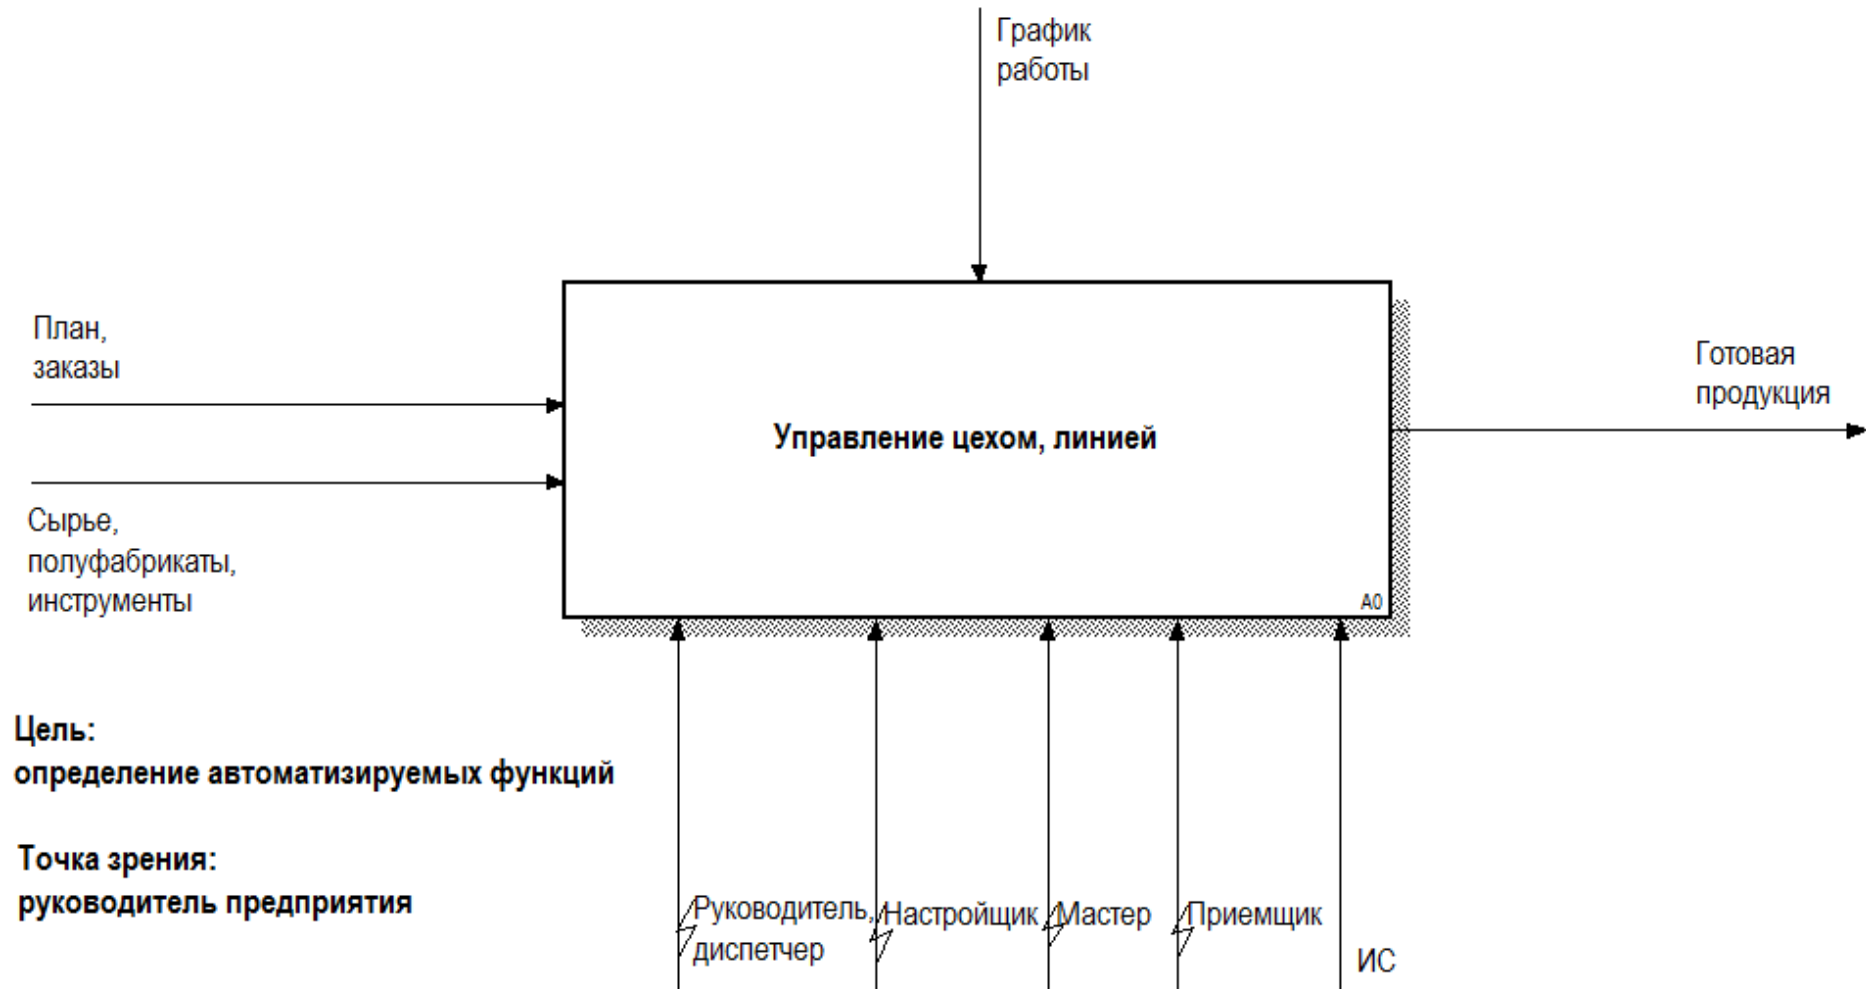 График
работы
План,
заказы
Готовая
продукция
Управление цехом, линией
Сырье,
полуфабрикаты,
инструменты
A0
Цель:
определение автоматизируемых функций
Точка зрения:
руководитель предприятия
Руководитель,
диспетчер
Настройщик
Мастер
Приемщик
ИС